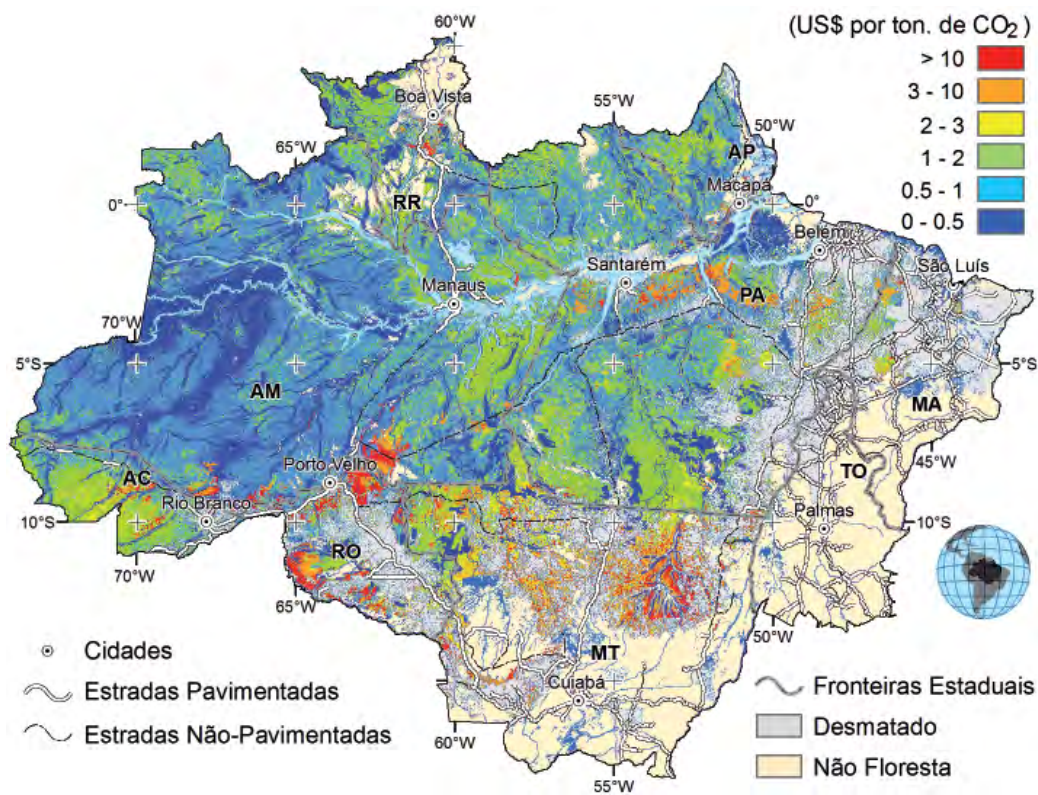 60°W
(US$ por ton. de CO2 )
> 10
3 - 10
2 - 3
1 - 2
0.5 - 1
0 - 0.5
Boa Vista
55°W
50°W
65°W
AP
Macapá
RR
0°
0°
Belém
Santarém
São Luís
Manaus
PA
70°W
5°S
5°S
AM
MA
45°W
Porto Velho
TO
AC
Rio Branco
Palmas
10°S
10°S
RO
70°W
65°W
50°W
MT
Cuiabá
60°W
55°W
Cidades
Estradas Pavimentadas
Estradas Não-Pavimentadas
Fronteiras Estaduais
Desmatado
Não Floresta